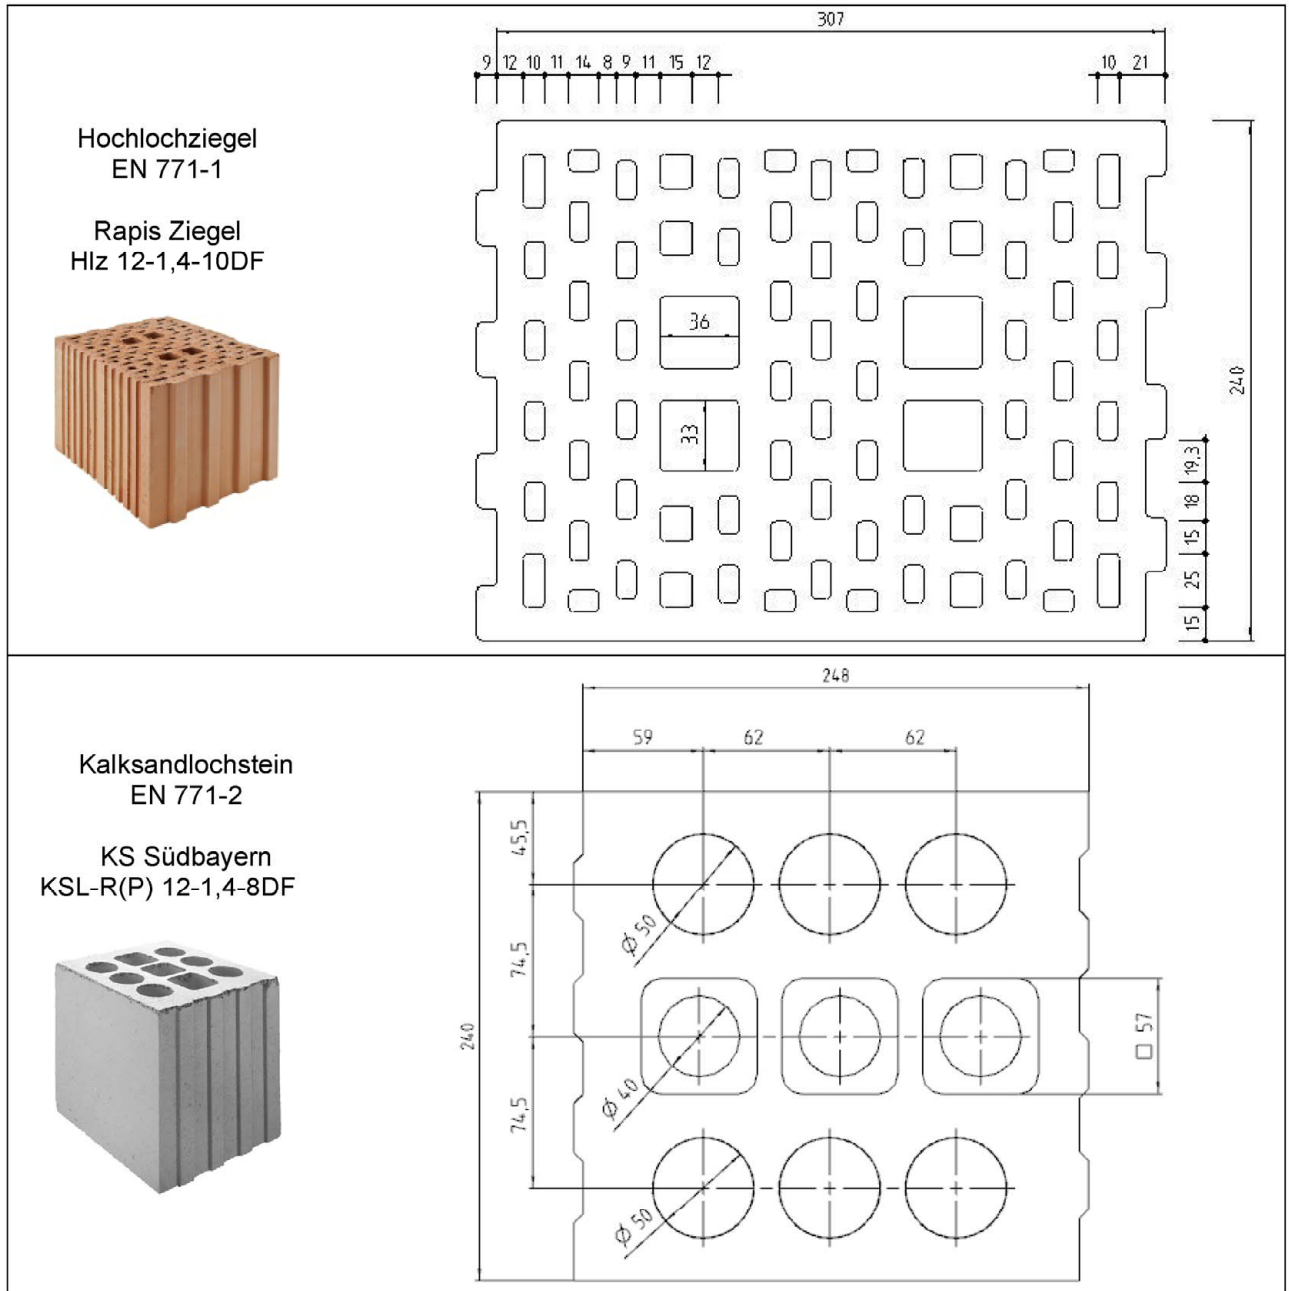 Hochlochziegel
EN 771-1
Rapis Ziegel
Hlz 12-1,4-10DF
307
9 12 10 11 14 8 9 11 15 12 10 21
36
33
240
19,3
18
15
25
15
Kalksandlochstein
EN 771-2
KS Südbayern
KSL-R(P) 12-1,4-8DF
248
59 62 62
45,5
74,5
74,5
240
Ø 50
Ø 40
Ø 50
□ 57